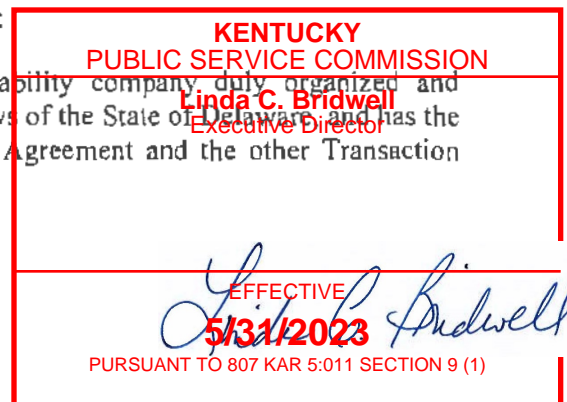 KENTUCKY
PUBLIC SERVICE COMMISSION
ability company duly organized and
Linda C. Bridwell
of the State of Delaware, and has the
Executive Director
Agreement and the other Transaction
Linda C. Bridwell
EFFECTIVE
5/31/2023
PURSUANT TO 807 KAR 5:011 SECTION 9 (1)